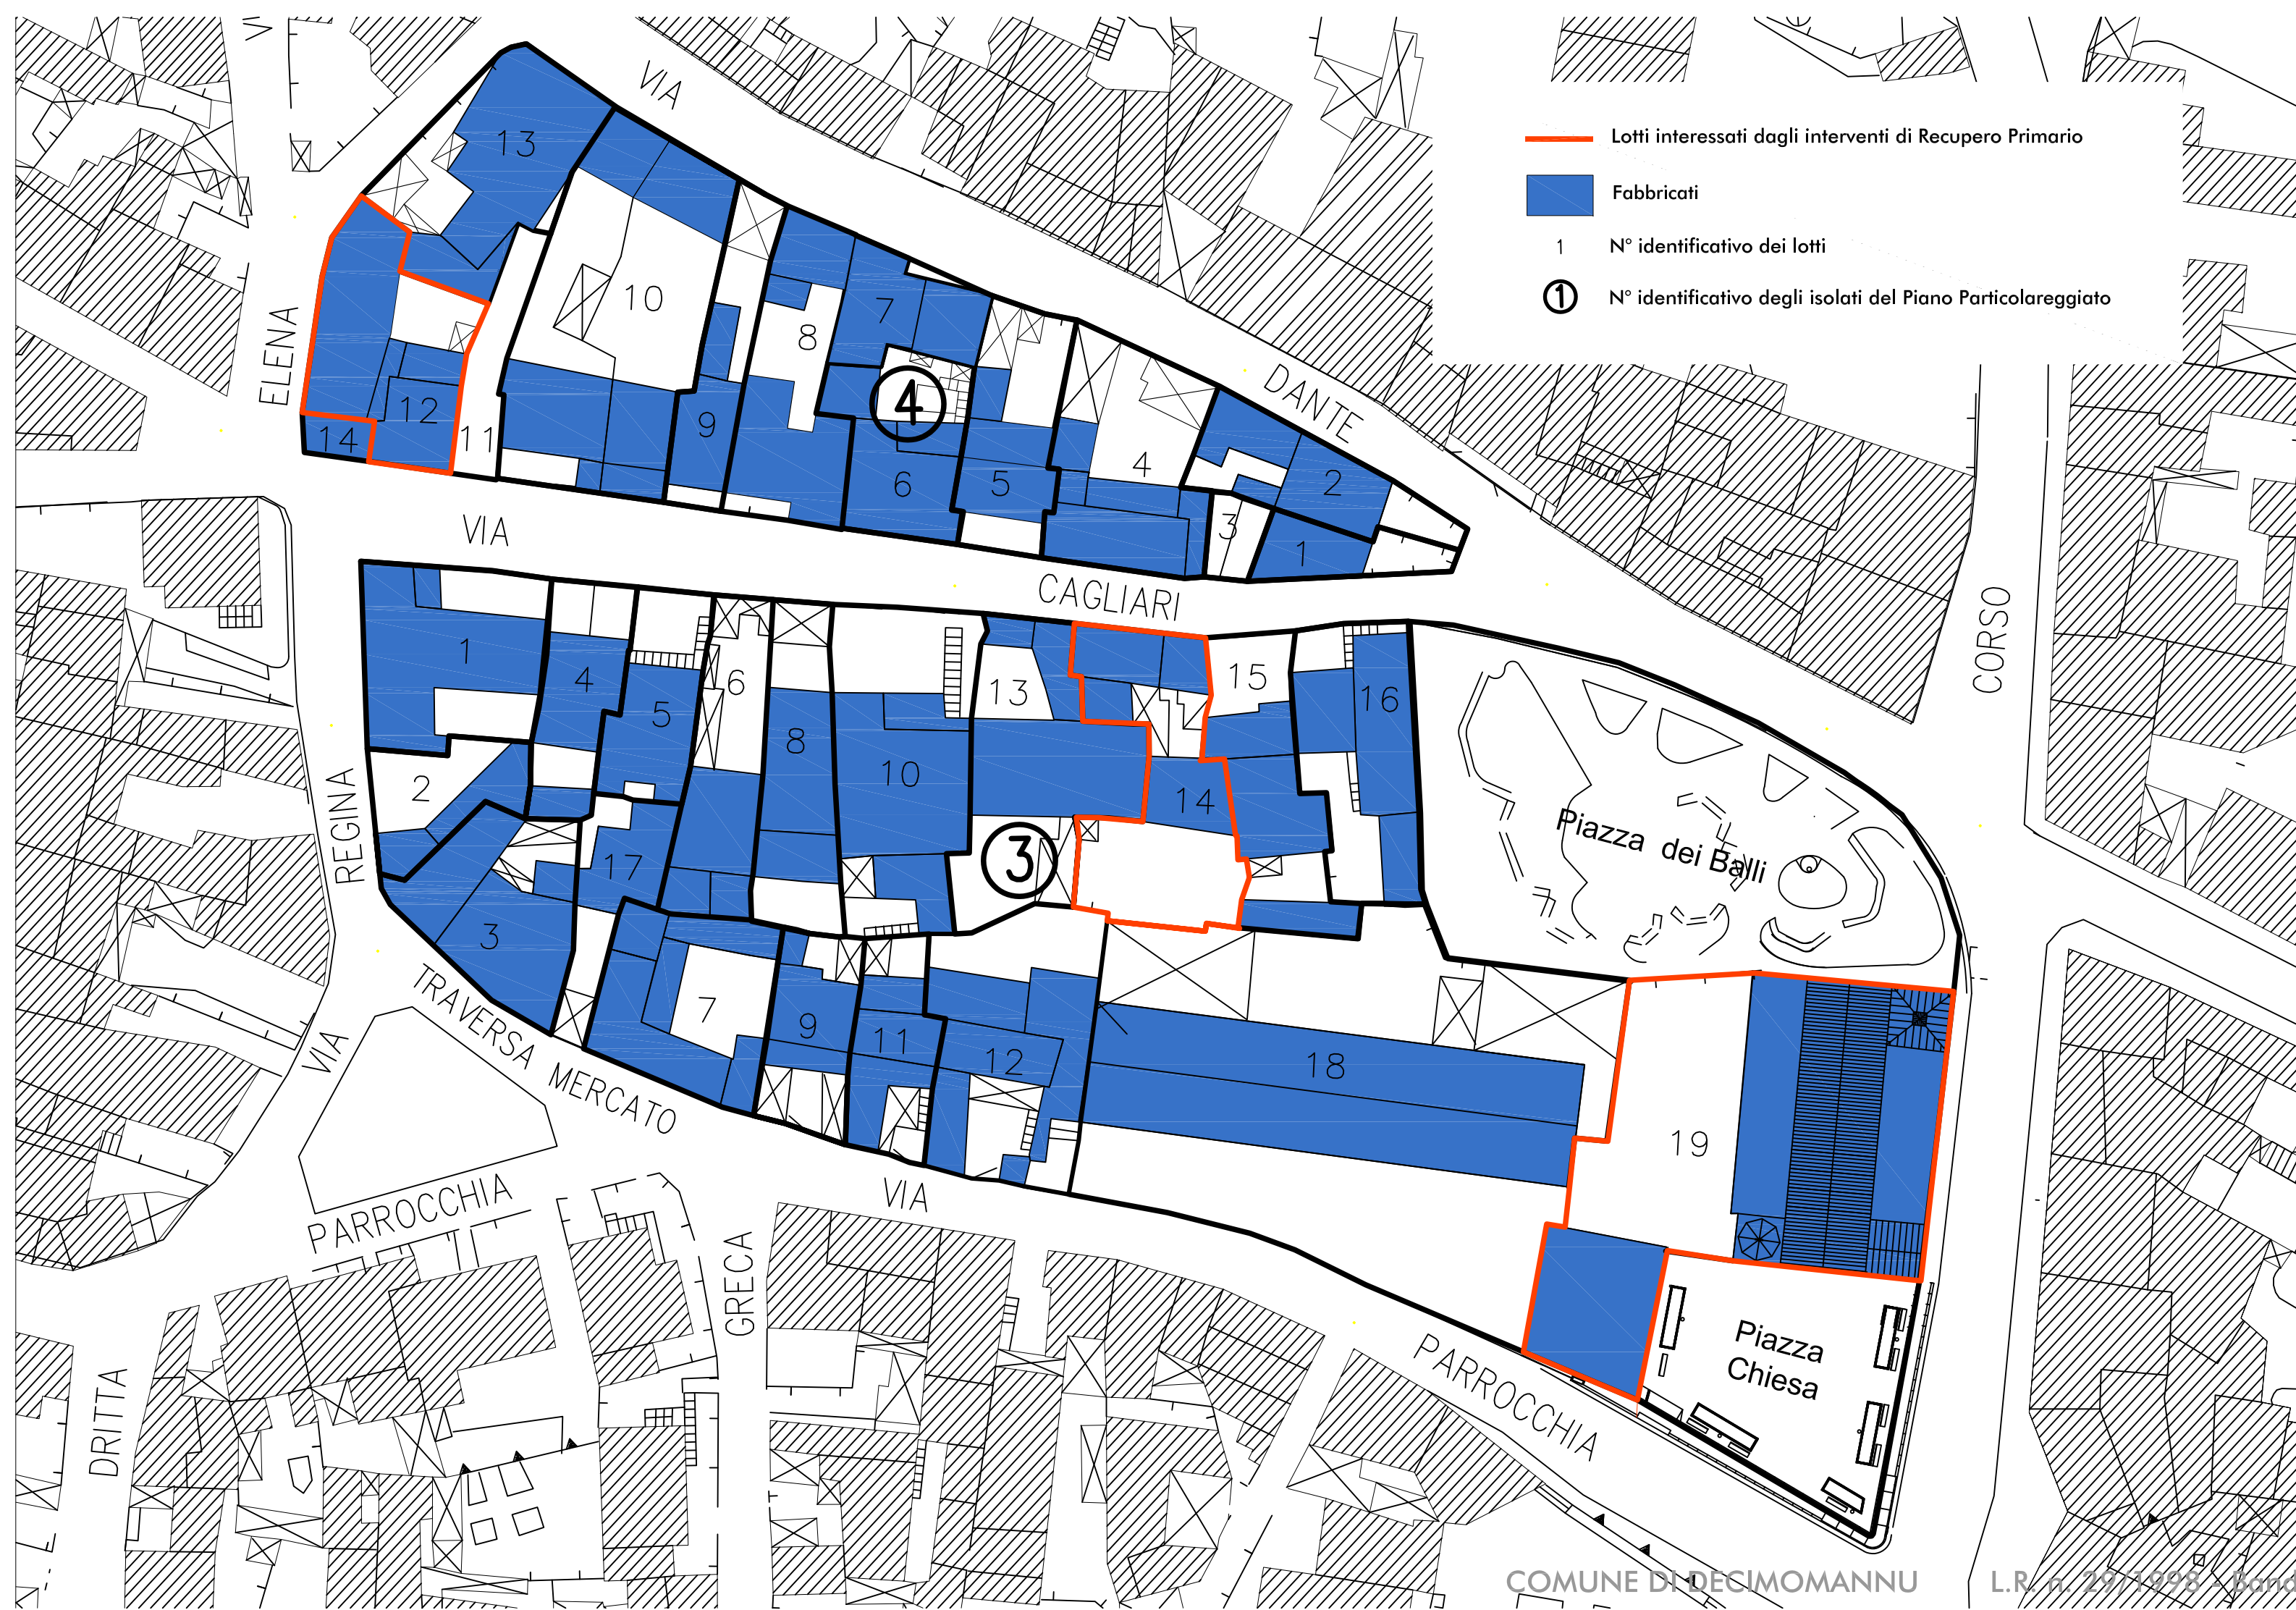 VIA
Lotti interessati dagli interventi di Recupero Primario
Fabbricati
1 N° identificativo dei lotti
1 N° identificativo degli isolati del Piano Particolareggiato
13
10
8
7
ELENA
DANTE
4
12
14
11
9
6
5
4
2
3
1
VIA
CAGLIARI
CORSO
1
4
5
6
8
10
13
15
16
2
14
REGINA
17
3
Piazza dei Balli
3
7
9
11
12
18
VIA
TRAVERSA MERCATO
19
PARROCCHIA
VIA
GRECA
DRITTA
PARROCCHIA
Piazza
Chiesa
COMUNE DI DECIMOMANNU L.R. n. 29/1998 - Band